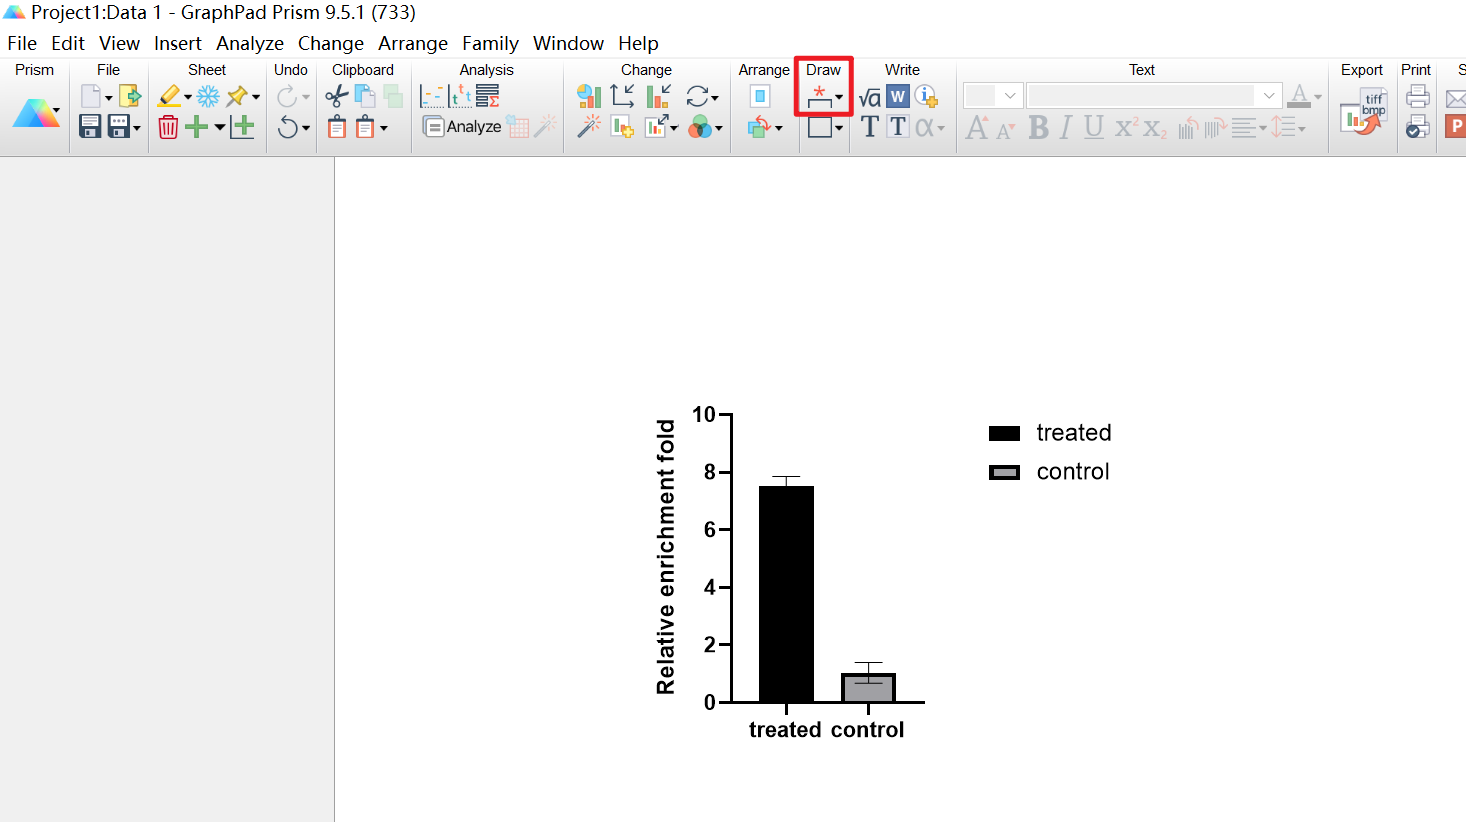 Project1:Data 1 - GraphPad Prism 9.5.1 (733)
File Edit View Insert Analyze Change Arrange Family Window Help
Prism File Sheet Undo Clipboard Analysis Change Arrange Draw Write Text Export Print S
√a W i tiff bmp
Analyze T T α A A B I U X² X₂ P
10
8
6
4
2
0
Relative enrichment fold
treated control
treated
control